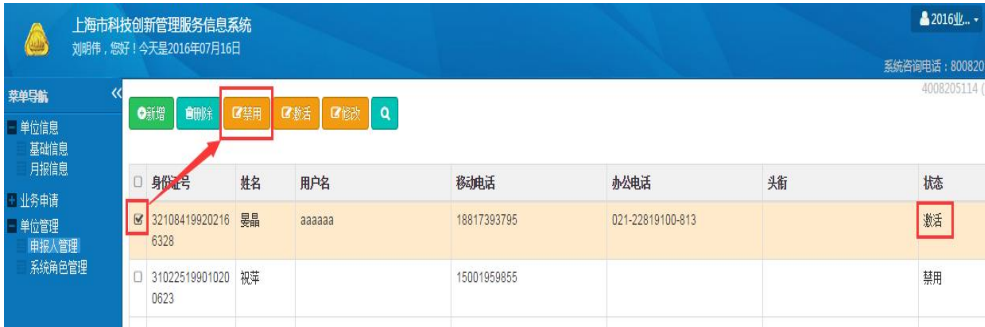 上海市科技创新管理服务信息系统
2016业... 
刘明伟，您好！今天是2016年07月16日
系统咨询电话：800820
4008205114 (
菜单导航 «
单位信息
基础信息
月报信息
业务申请
单位管理
申报人管理
系统角色管理
新增 删除 禁用 激活 修改
身份证号 姓名 用户名 移动电话 办公电话 头衔 状态
32108419920216 晏晶 aaaaaa 18817393795 021-22819100-813 激活
6328
31022519901020 祝萍 15001959855 禁用
0623